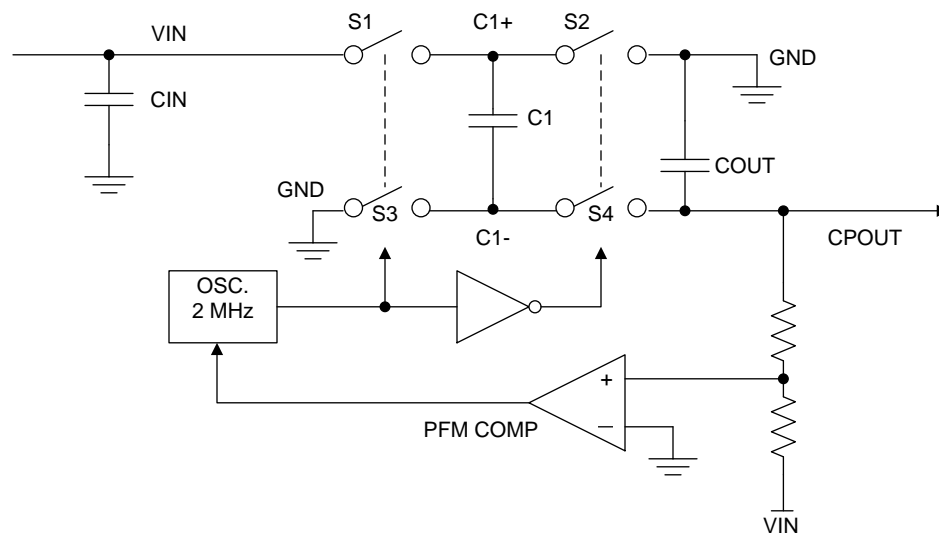 S1
C1+
S2
VIN
GND
CIN
C1
COUT
GND
S3
S4
C1-
CPOUT
OSC.
2 MHz
+
PFM COMP
–
VIN